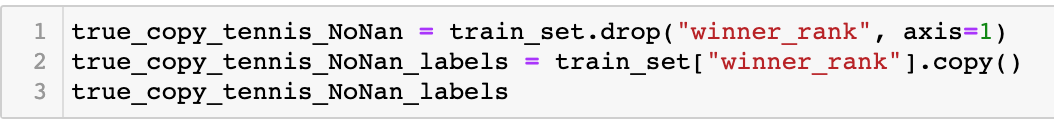 1 true_copy_tennis_NoNan = train_set.drop("winner_rank", axis=1)
2 true_copy_tennis_NoNan_labels = train_set["winner_rank"].copy()
3 true_copy_tennis_NoNan_labels